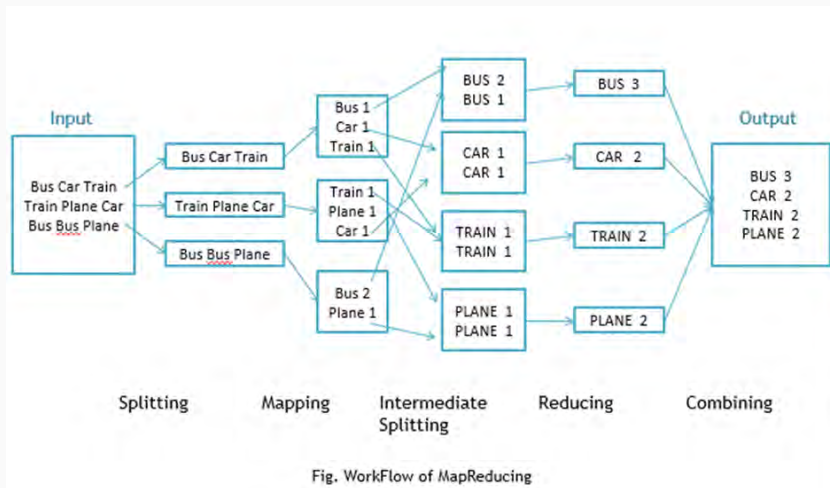 Input
Bus Car Train
Train Plane Car
Bus Bus Plane
Bus Car Train
Train Plane Car
Bus Bus Plane
Bus 1
Car 1
Train 1
Train 1
Plane 1
Car 1
Bus 2
Plane 1
BUS 2
BUS 1
CAR 1
CAR 1
TRAIN 1
TRAIN 1
PLANE 1
PLANE 1
BUS 3
CAR 2
TRAIN 2
PLANE 2
Output
BUS 3
CAR 2
TRAIN 2
PLANE 2
Splitting
Mapping
Intermediate
Splitting
Reducing
Combining
Fig. WorkFlow of MapReducing